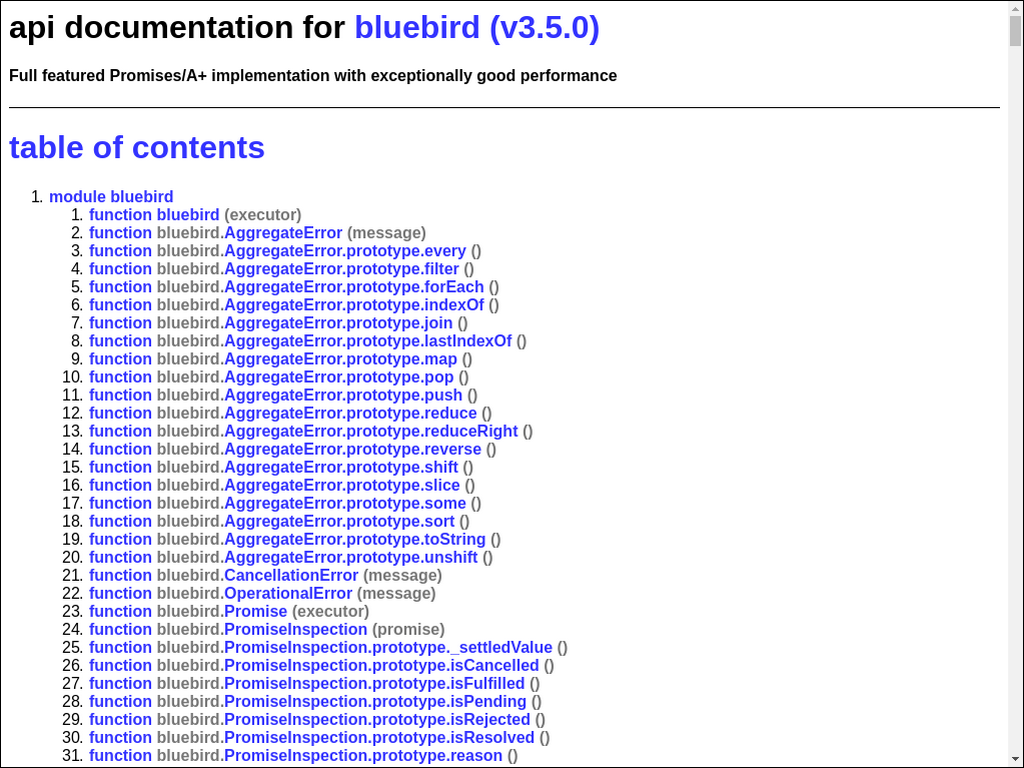 api documentation for bluebird (v3.5.0)
Full featured Promises/A+ implementation with exceptionally good performance
table of contents
1. module bluebird
1. function bluebird (executor)
2. function bluebird.AggregateError (message)
3. function bluebird.AggregateError.prototype.every ()
4. function bluebird.AggregateError.prototype.filter ()
5. function bluebird.AggregateError.prototype.forEach ()
6. function bluebird.AggregateError.prototype.indexOf ()
7. function bluebird.AggregateError.prototype.join ()
8. function bluebird.AggregateError.prototype.lastIndexOf ()
9. function bluebird.AggregateError.prototype.map ()
10. function bluebird.AggregateError.prototype.pop ()
11. function bluebird.AggregateError.prototype.push ()
12. function bluebird.AggregateError.prototype.reduce ()
13. function bluebird.AggregateError.prototype.reduceRight ()
14. function bluebird.AggregateError.prototype.reverse ()
15. function bluebird.AggregateError.prototype.shift ()
16. function bluebird.AggregateError.prototype.slice ()
17. function bluebird.AggregateError.prototype.some ()
18. function bluebird.AggregateError.prototype.sort ()
19. function bluebird.AggregateError.prototype.toString ()
20. function bluebird.AggregateError.prototype.unshift ()
21. function bluebird.CancellationError (message)
22. function bluebird.OperationalError (message)
23. function bluebird.Promise (executor)
24. function bluebird.PromiseInspection (promise)
25. function bluebird.PromiseInspection.prototype._settledValue ()
26. function bluebird.PromiseInspection.prototype.isCancelled ()
27. function bluebird.PromiseInspection.prototype.isFulfilled ()
28. function bluebird.PromiseInspection.prototype.isPending ()
29. function bluebird.PromiseInspection.prototype.isRejected ()
30. function bluebird.PromiseInspection.prototype.isResolved ()
31. function bluebird.PromiseInspection.prototype.reason ()